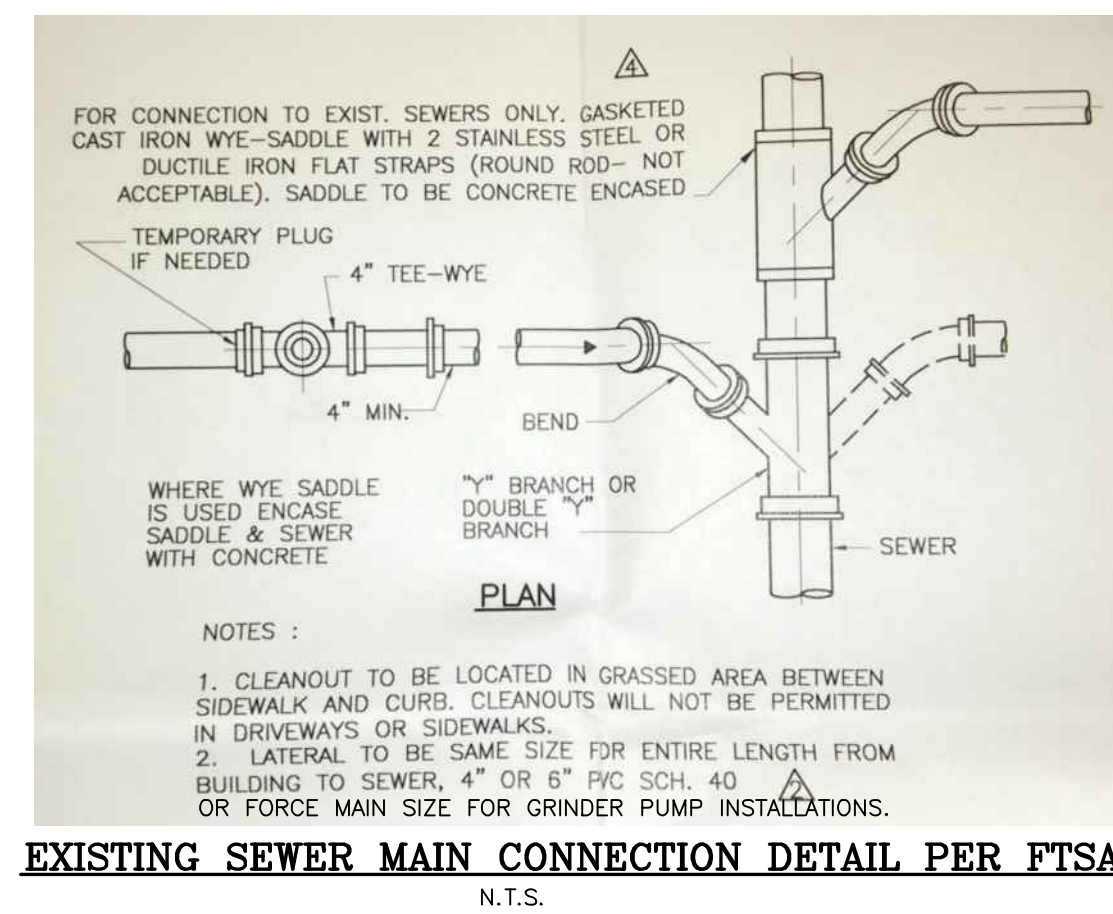 4
FOR CONNECTION TO EXIST. SEWERS ONLY. GASKETED
CAST IRON WYE-SADDLE WITH 2 STAINLESS STEEL OR
DUCTILE IRON FLAT STRAPS (ROUND ROD- NOT
ACCEPTABLE). SADDLE TO BE CONCRETE ENCASED
TEMPORARY PLUG
IF NEEDED
4" TEE-WYE
4" MIN.
BEND
WHERE WYE SADDLE
IS USED ENCASE
SADDLE & SEWER
WITH CONCRETE
"Y" BRANCH OR
DOUBLE "Y"
BRANCH
SEWER
PLAN
NOTES :
1. CLEANOUT TO BE LOCATED IN GRASSED AREA BETWEEN
SIDEWALK AND CURB. CLEANOUTS WILL NOT BE PERMITTED
IN DRIVEWAYS OR SIDEWALKS.
2. LATERAL TO BE SAME SIZE FOR ENTIRE LENGTH FROM
BUILDING TO SEWER, 4" OR 6" PVC SCH. 40 2
OR FORCE MAIN SIZE FOR GRINDER PUMP INSTALLATIONS.
EXISTING SEWER MAIN CONNECTION DETAIL PER FTSA
N.T.S.